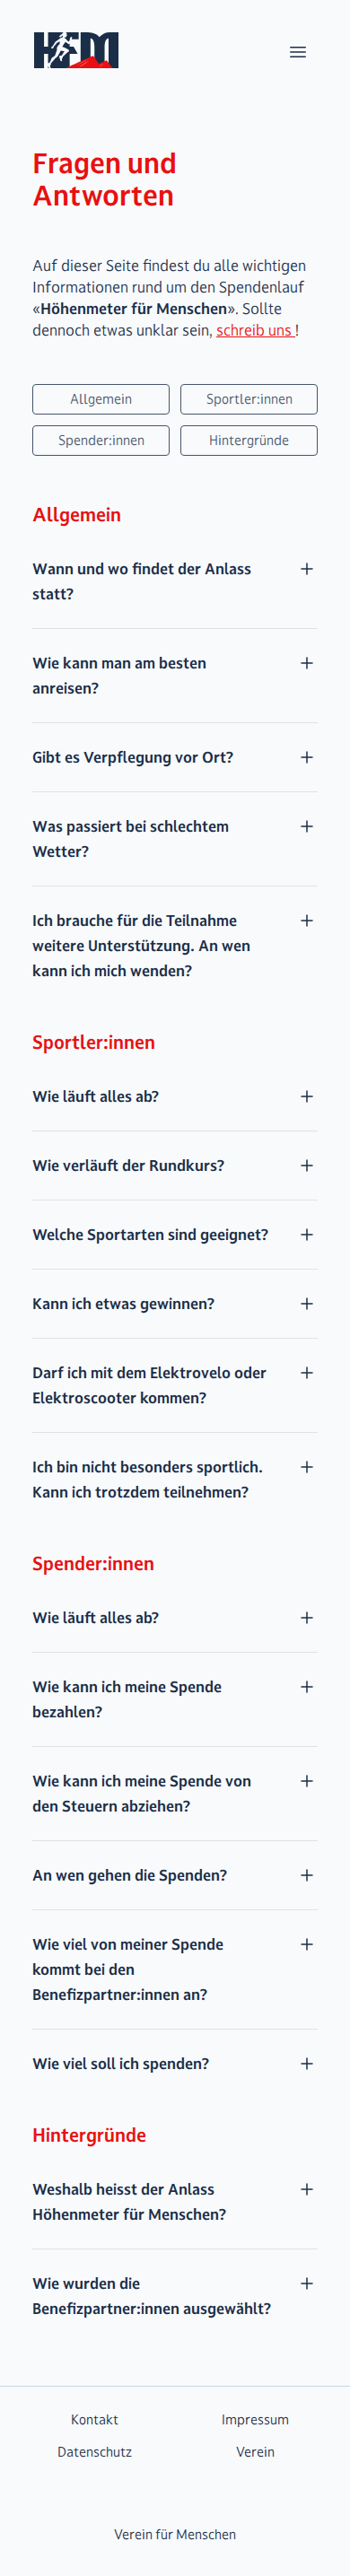 HFM
Fragen und
Antworten
Auf dieser Seite findest du alle wichtigen
Informationen rund um den Spendenlauf
«Höhenmeter für Menschen». Sollte
dennoch etwas unklar sein, schreib uns !
Allgemein
Sportler:innen
Spender:innen
Hintergründe
Allgemein
Wann und wo findet der Anlass
statt?
Wie kann man am besten
anreisen?
Gibt es Verpflegung vor Ort?
Was passiert bei schlechtem
Wetter?
Ich brauche für die Teilnahme
weitere Unterstützung. An wen
kann ich mich wenden?
Sportler:innen
Wie läuft alles ab?
Wie verläuft der Rundkurs?
Welche Sportarten sind geeignet?
Kann ich etwas gewinnen?
Darf ich mit dem Elektrovelo oder
Elektroscooter kommen?
Ich bin nicht besonders sportlich.
Kann ich trotzdem teilnehmen?
Spender:innen
Wie läuft alles ab?
Wie kann ich meine Spende
bezahlen?
Wie kann ich meine Spende von
den Steuern abziehen?
An wen gehen die Spenden?
Wie viel von meiner Spende
kommt bei den
Benefizpartner:innen an?
Wie viel soll ich spenden?
Hintergründe
Weshalb heisst der Anlass
Höhenmeter für Menschen?
Wie wurden die
Benefizpartner:innen ausgewählt?
Kontakt
Impressum
Datenschutz
Verein
Verein für Menschen